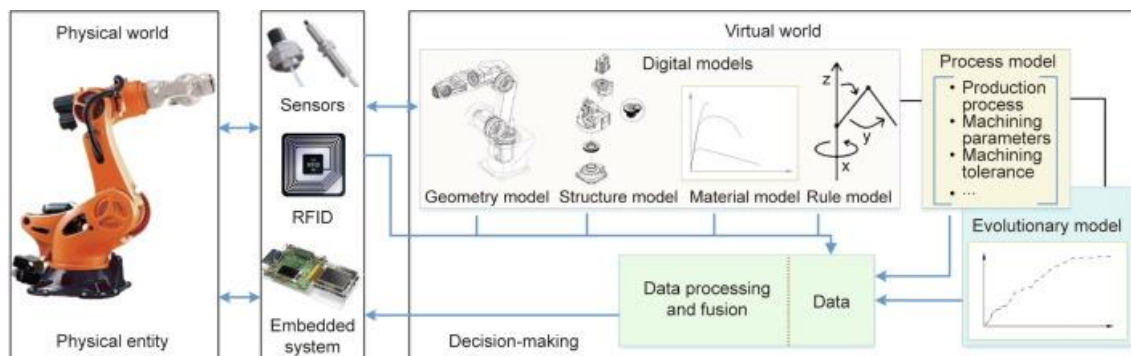 Physical world
Physical entity
Sensors
RFID
Embedded
system
Virtual world
Digital models
Geometry model
Structure model
Material model
Rule model
z
y
x
Process model
• Production
process
• Machining
parameters
• Machining
tolerance
• ...
Evolutionary model
Data processing
and fusion
Data
Decision-making